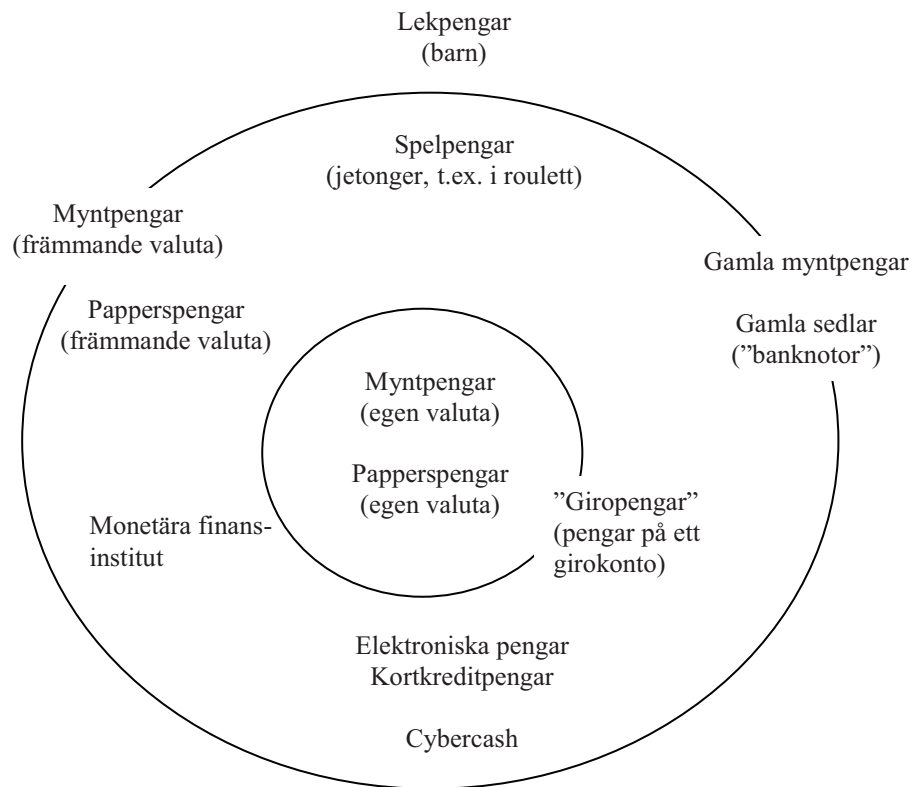 Lekpengar
(barn)
Spelpengar
(jetonger, t.ex. i roulett)
Myntpengar
(främmande valuta)
Gamla myntpengar
Papperspengar
(främmande valuta)
Gamla sedlar
(”banknotor”)
Myntpengar
(egen valuta)
Papperspengar
(egen valuta)
”Giropengar”
(pengar på ett
girokonto)
Monetära finans-
institut
Elektroniska pengar
Kortkreditpengar
Cybercash